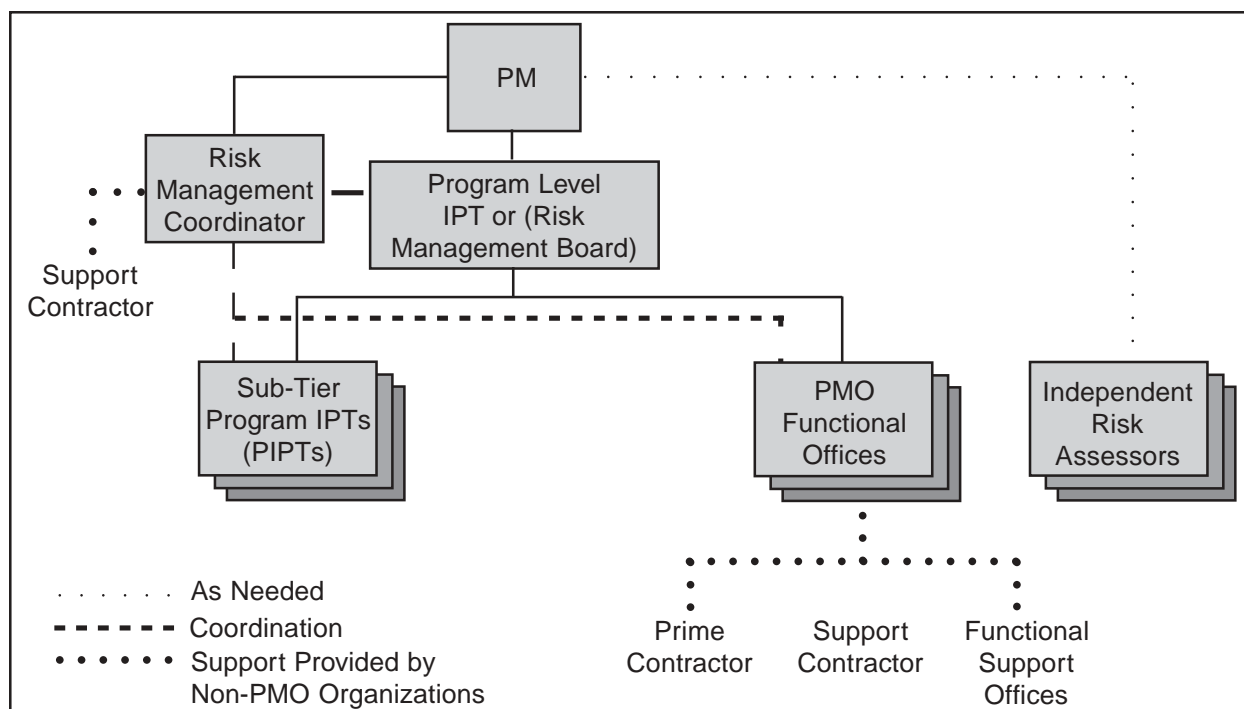 PM
Risk
Management
Coordinator
Program Level
IPT or (Risk
Management Board)
Support
Contractor
Sub-Tier
Program IPTs
(PIPTs)
PMO
Functional
Offices
Independent
Risk
Assessors
As Needed
Coordination
Support Provided by
Non-PMO Organizations
Prime
Contractor
Support
Contractor
Functional
Support
Offices